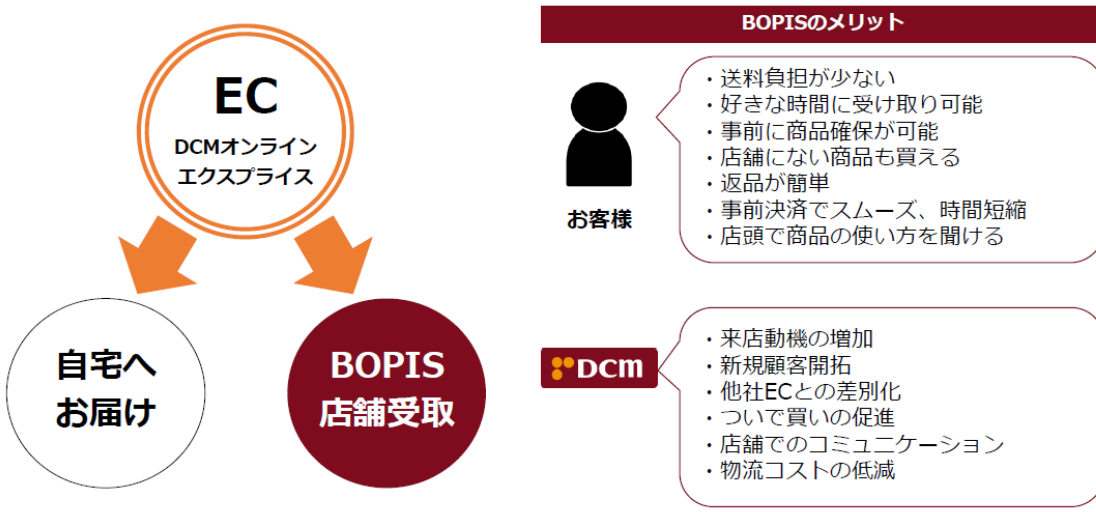 EC
DCMオンライン
エクスプライス
自宅へ
お届け
BOPIS
店舗受取
BOPISのメリット
お客様
・送料負担が少ない
・好きな時間に受け取り可能
・事前に商品確保が可能
・店舗にない商品も買える
・返品が簡単
・事前決済でスムーズ、時間短縮
・店頭で商品の使い方を聞ける
DCM
・来店動機の増加
・新規顧客開拓
・他社ECとの差別化
・ついで買いの促進
・店舗でのコミュニケーション
・物流コストの低減